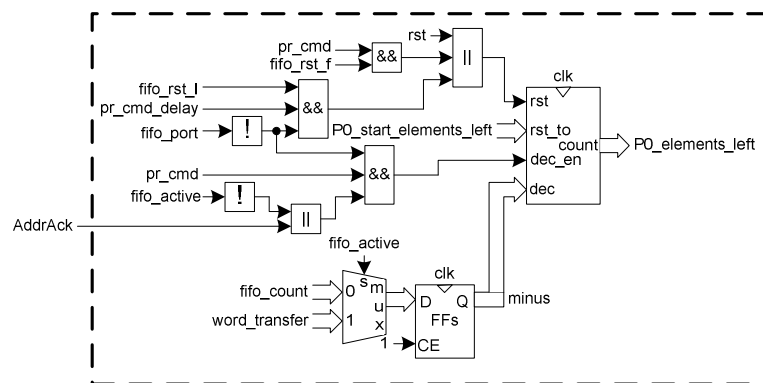 rst
pr_cmd
fifo_rst_f
&&
||
fifo_rst_l
pr_cmd_delay
fifo_port
!
&&
clk
rst
rst_to
count
dec_en
dec
P0_start_elements_left
P0_elements_left
pr_cmd
&&
fifo_active
!
||
AddrAck
fifo_active
fifo_count
word_transfer
0
1
s
m
u
x
clk
D Q
FFs
1
CE
minus